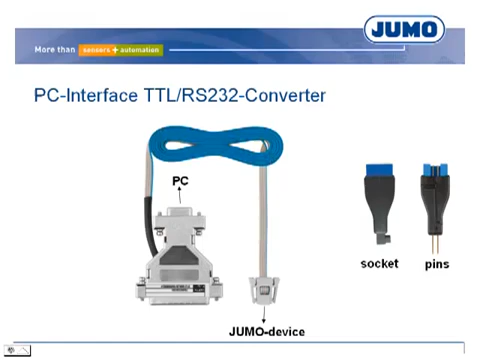 JUMO
More than sensors + automation
PC-Interface TTL/RS232-Converter
PC
socket
pins
JUMO-device